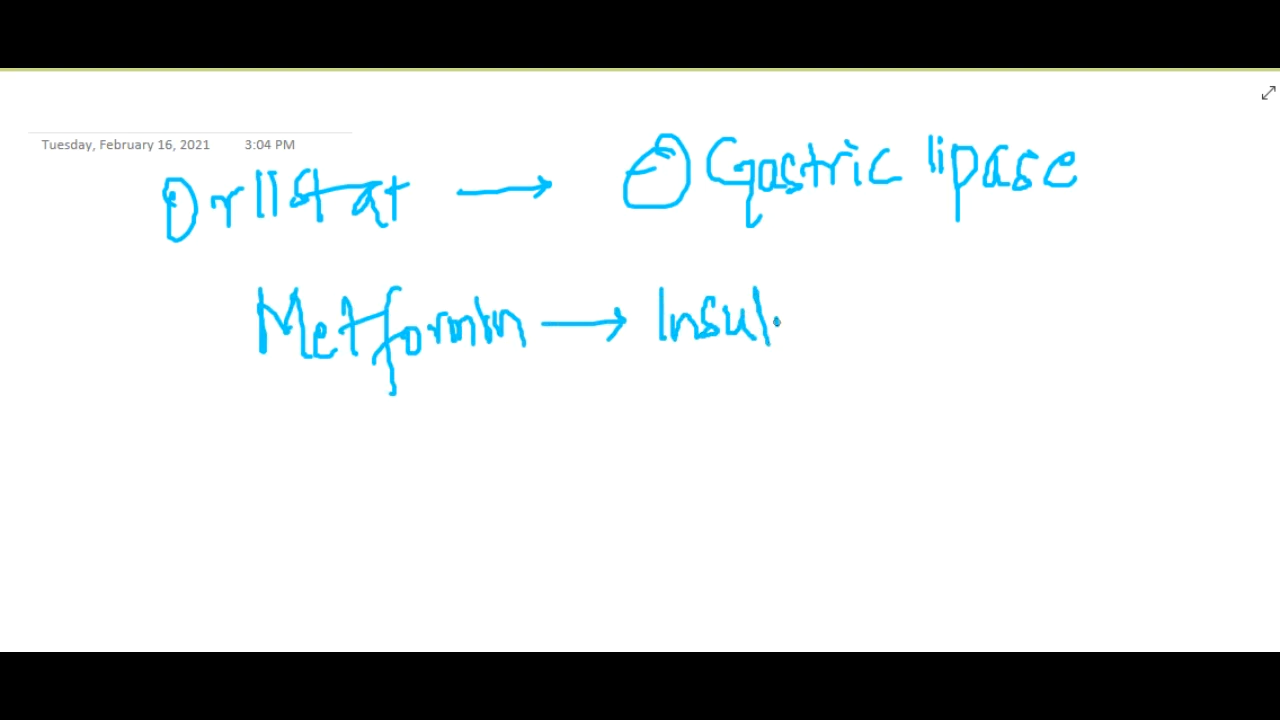 Tuesday, February 16, 2021 3:04 PM
Orlistat → ⊖ Gastric lipase
Metformin → Insul